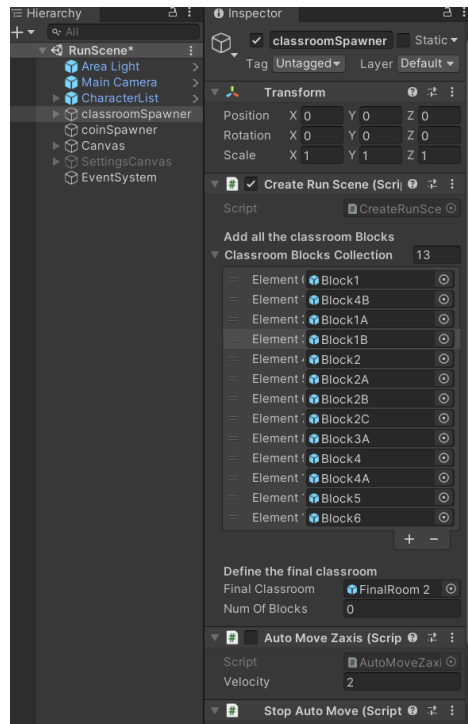 Hierarchy
All
RunScene*
Area Light
Main Camera
CharacterList
classroomSpawner
coinSpawner
Canvas
SettingsCanvas
EventSystem
Inspector
classroomSpawner Static
Tag Untagged Layer Default
Transform
Position X 0 Y 0 Z 0
Rotation X 0 Y 0 Z 0
Scale X 1 Y 1 Z 1
Create Run Scene (Scri
Script CreateRunSce
Add all the classroom Blocks
Classroom Blocks Collection 13
Element Block1
Element Block4B
Element Block1A
Element Block1B
Element Block2
Element Block2A
Element Block2B
Element Block2C
Element Block3A
Element Block4
Element Block4A
Element Block5
Element Block6
+ −
Define the final classroom
Final Classroom FinalRoom 2
Num Of Blocks 0
Auto Move Zaxis (Scrip
Script AutoMoveZaxi
Velocity 2
Stop Auto Move (Script